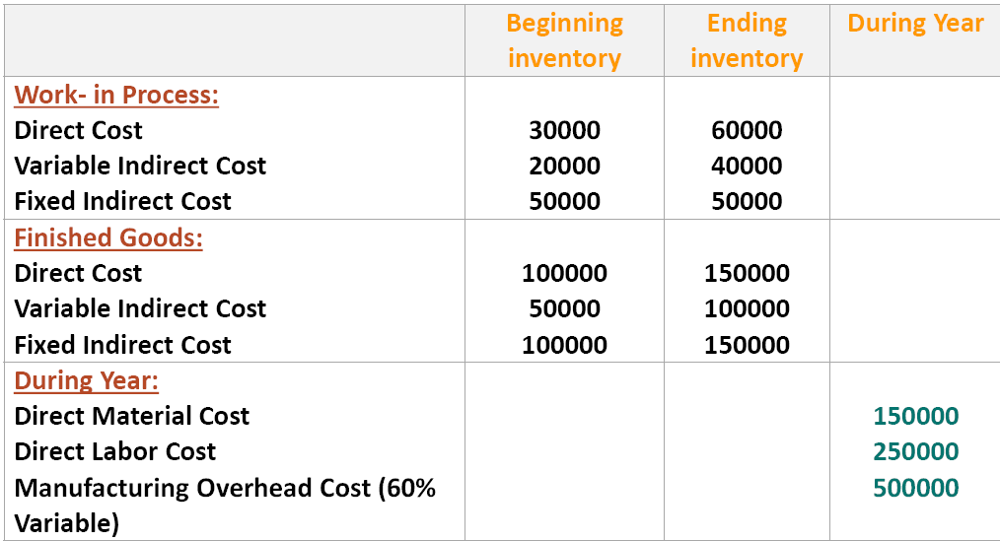 Beginning inventory Ending inventory During Year
Work- in Process:
Direct Cost 30000 60000
Variable Indirect Cost 20000 40000
Fixed Indirect Cost 50000 50000
Finished Goods:
Direct Cost 100000 150000
Variable Indirect Cost 50000 100000
Fixed Indirect Cost 100000 150000
During Year:
Direct Material Cost 150000
Direct Labor Cost 250000
Manufacturing Overhead Cost (60% 500000
Variable)